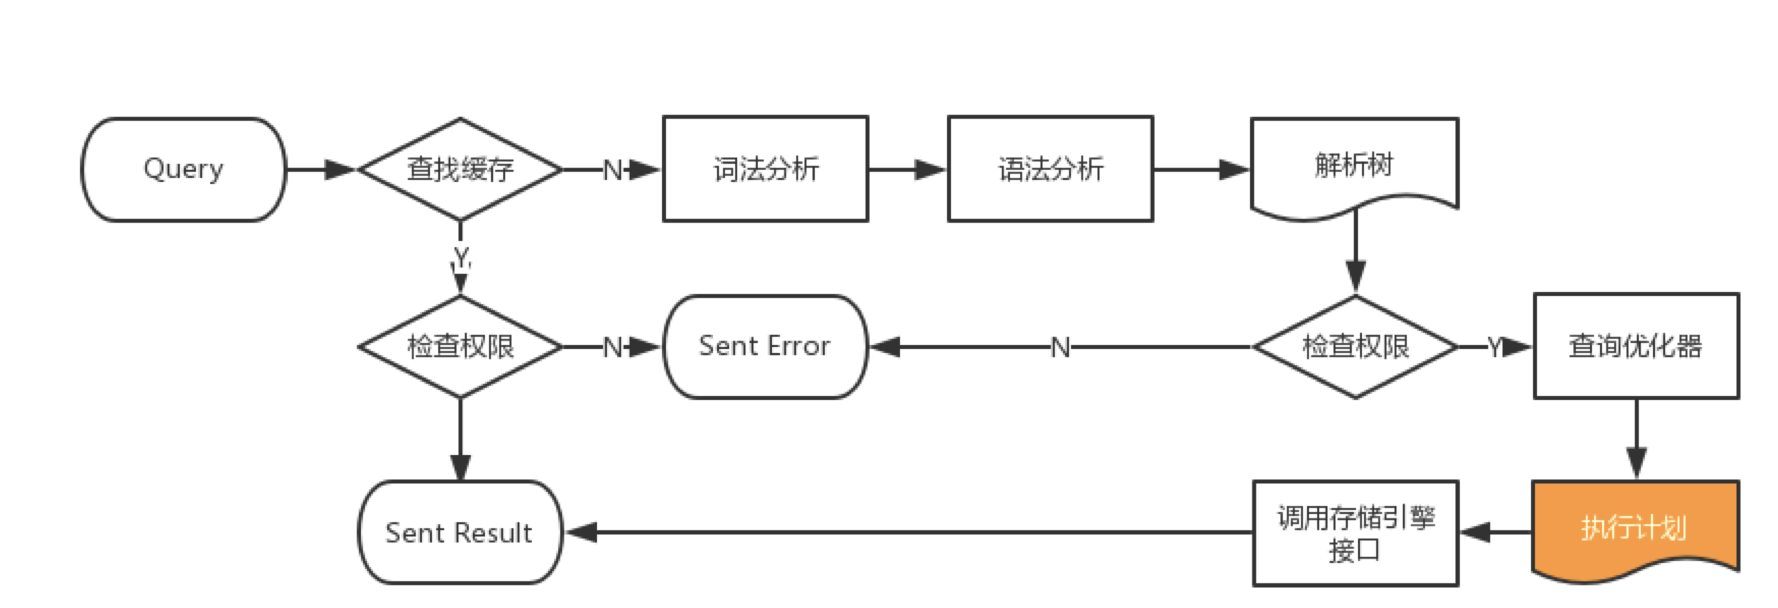 Query
查找缓存
N
词法分析
语法分析
解析树
Y
检查权限
N
Sent Error
N
检查权限
Y
查询优化器
Sent Result
调用存储引擎
接口
执行计划